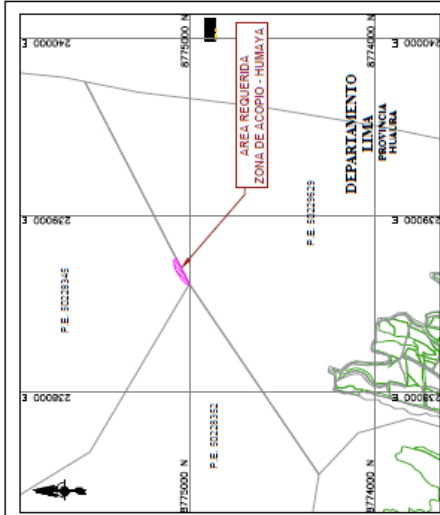 238000 E
239000 E
240000 E
P.E. 50228345
8775000 N
8775000 N
P.E. 50228352
AREA REQUERIDA
ZONA DE ACOPIO - HUMAYA
P.E. 50229629
DEPARTAMENTO
LIMA
PROVINCIA
HUAURA
8774000 N
8774000 N
238000 E
239000 E
240000 E